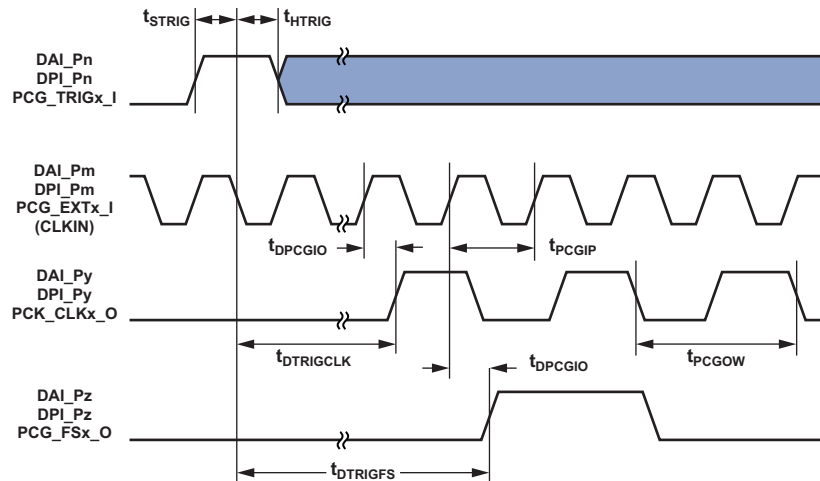 tSTRIG
tHTRIG
DAI_Pn
DPI_Pn
PCG_TRIGx_I
DAI_Pm
DPI_Pm
PCG_EXTx_I
(CLKIN)
tDPCGIO
tPCGIP
DAI_Py
DPI_Py
PCK_CLKx_O
tDTRIGCLK
tDPCGIO
tPCGOW
DAI_Pz
DPI_Pz
PCG_FSx_O
tDTRIGFS